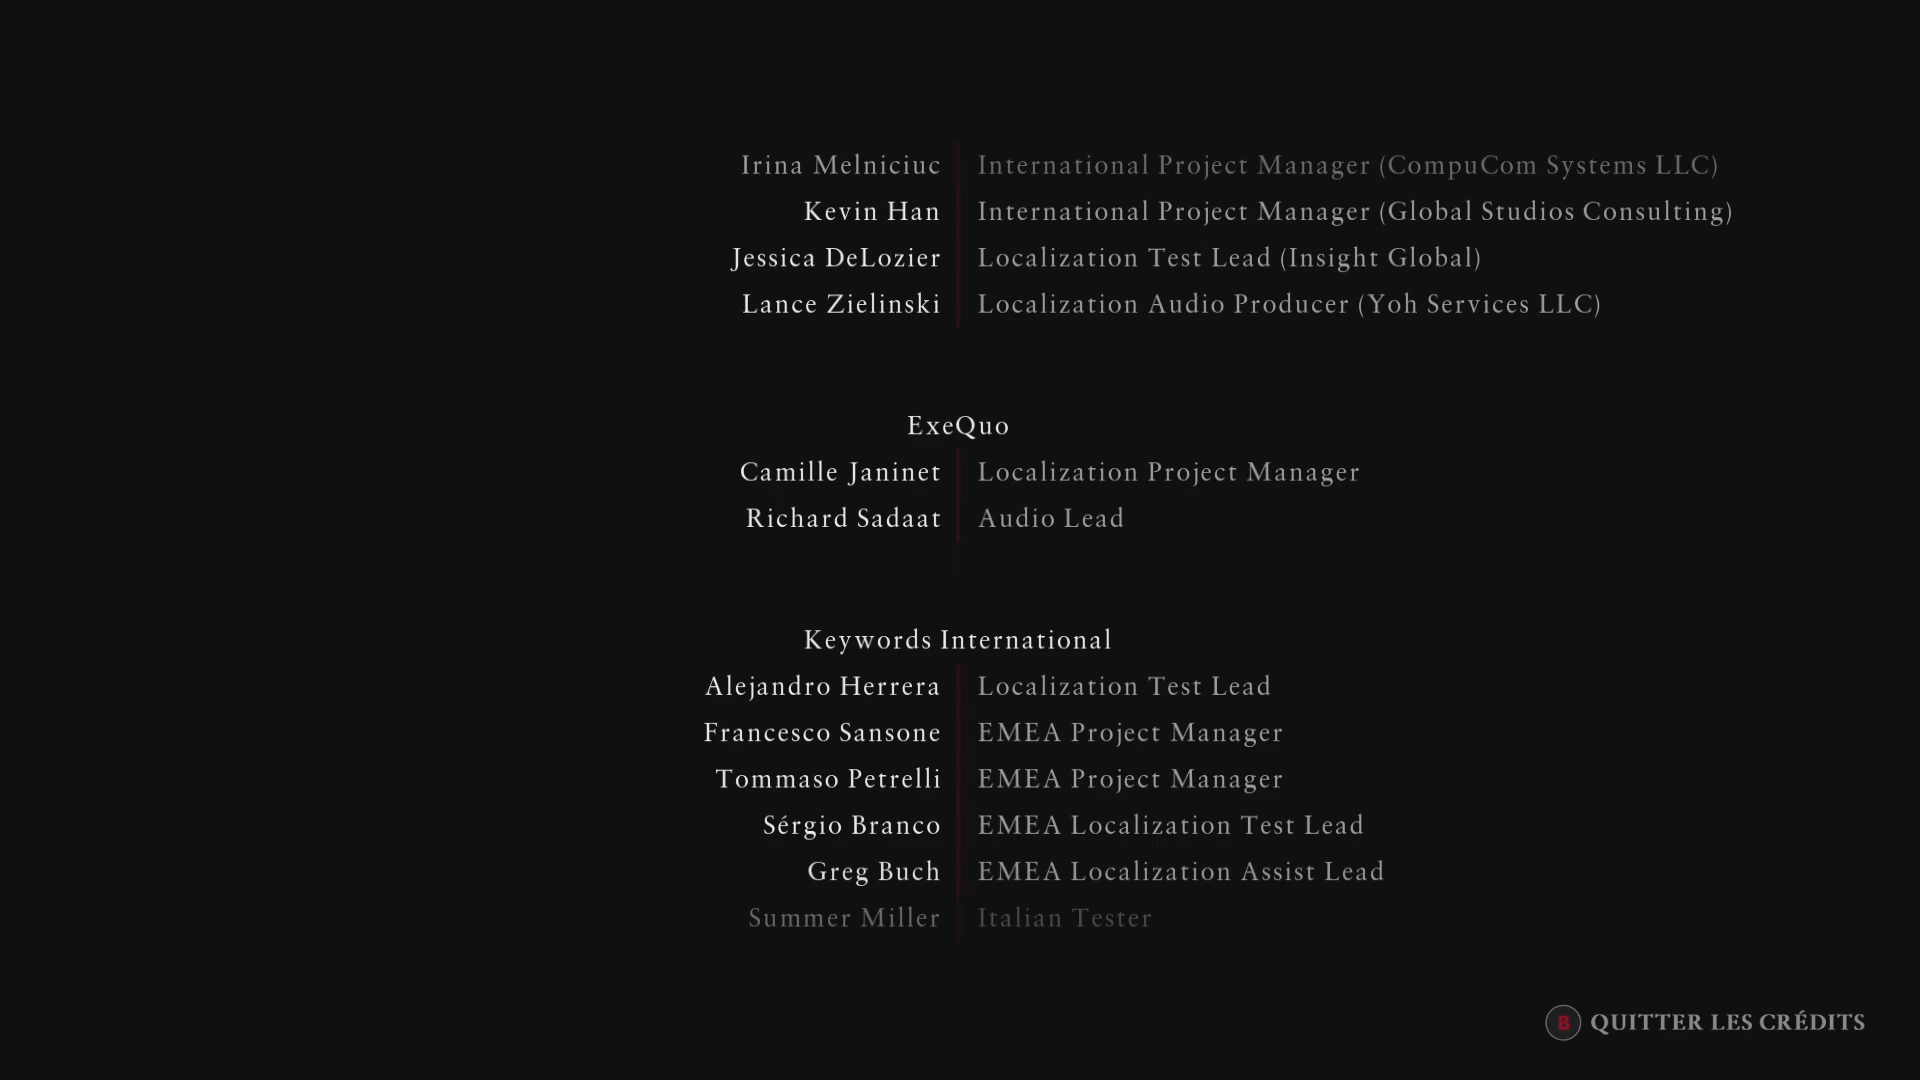 Irina Melniciuc International Project Manager (CompuCom Systems LLC)
Kevin Han International Project Manager (Global Studios Consulting)
Jessica DeLozier Localization Test Lead (Insight Global)
Lance Zielinski Localization Audio Producer (Yoh Services LLC)
ExeQuo
Camille Janinet Localization Project Manager
Richard Sadaat Audio Lead
Keywords International
Alejandro Herrera Localization Test Lead
Francesco Sansone EMEA Project Manager
Tommaso Petrelli EMEA Project Manager
Sérgio Branco EMEA Localization Test Lead
Greg Buch EMEA Localization Assist Lead
Summer Miller Italian Tester
B QUITTER LES CRÉDITS